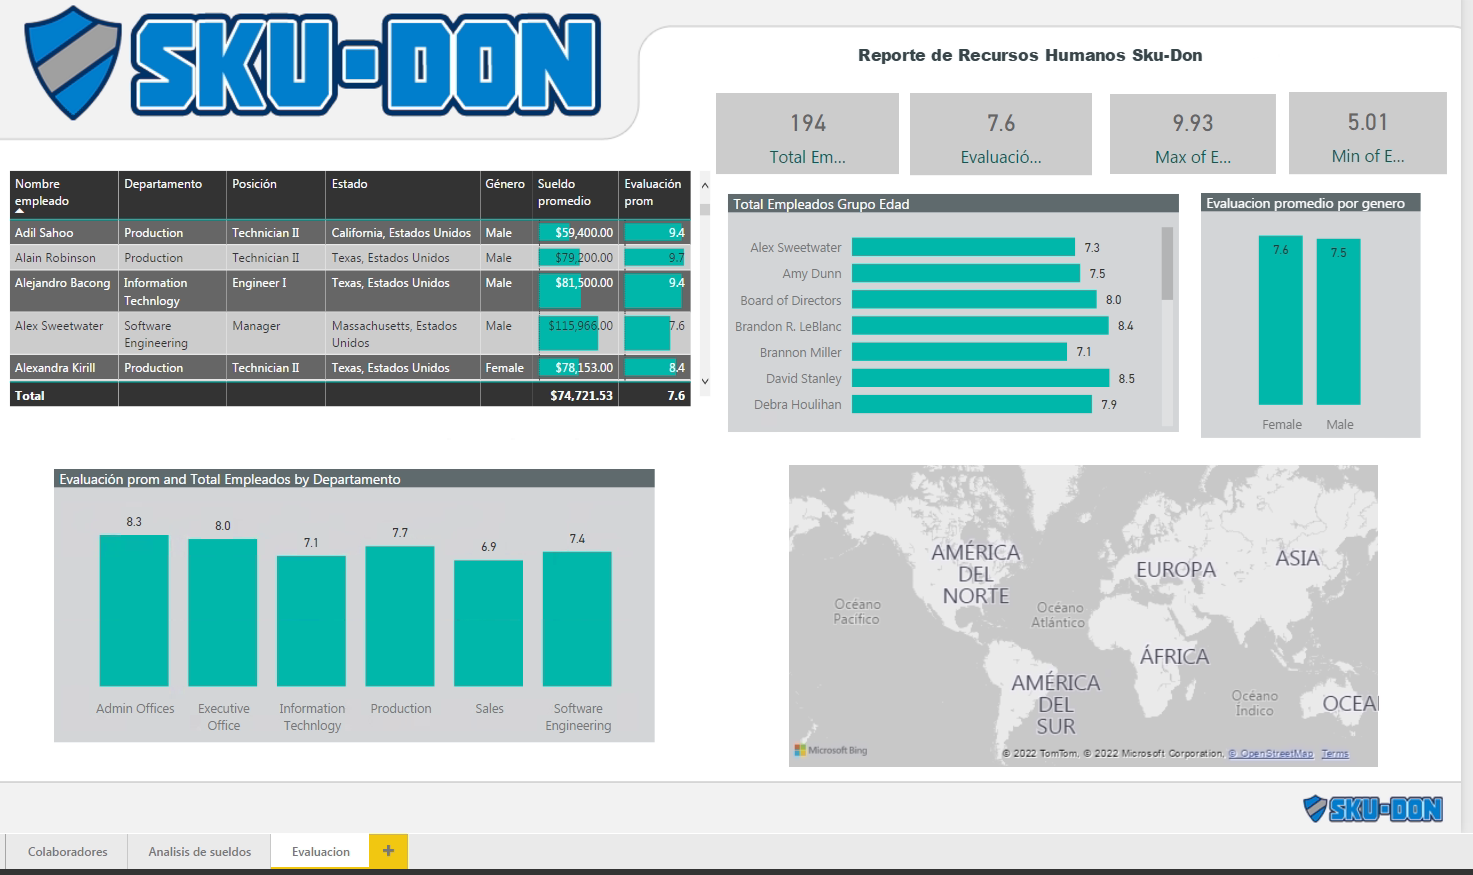 SKU-DON
Reporte de Recursos Humanos Sku-Don
194
Total Em...
7.6
Evaluació...
9.93
Max of E...
5.01
Min of E...
Nombre empleado Departamento Posición Estado Género Sueldo promedio Evaluación prom
Adil Sahoo Production Technician II California, Estados Unidos Male $59,400.00 9.4
Alain Robinson Production Technician II Texas, Estados Unidos Male $79,200.00 9.7
Alejandro Bacong Information Technlogy Engineer I Texas, Estados Unidos Male $81,500.00 9.4
Alex Sweetwater Software Engineering Manager Massachusetts, Estados Unidos Male $115,966.00 7.6
Alexandra Kirill Production Technician II Texas, Estados Unidos Female $78,153.00 8.4
Total $74,721.53 7.6
Total Empleados Grupo Edad
Alex Sweetwater 7.3
Amy Dunn 7.5
Board of Directors 8.0
Brandon R. LeBlanc 8.4
Brannon Miller 7.1
David Stanley 8.5
Debra Houlihan 7.9
Evaluacion promedio por genero
7.6 7.5
Female Male
Evaluación prom and Total Empleados by Departamento
8.3 8.0 7.1 7.7 6.9 7.4
Admin Offices Executive Office Information Technlogy Production Sales Software Engineering
AMÉRICA
DEL
NORTE
EUROPA
ASIA
Océano
Pacífico
Océano
Atlántico
ÁFRICA
AMÉRICA
DEL
SUR
Océano
Índico
OCEA
Microsoft Bing
© 2022 TomTom, © 2022 Microsoft Corporation, © OpenStreetMap Terms
SKU-DON
Colaboradores Analisis de sueldos Evaluacion +